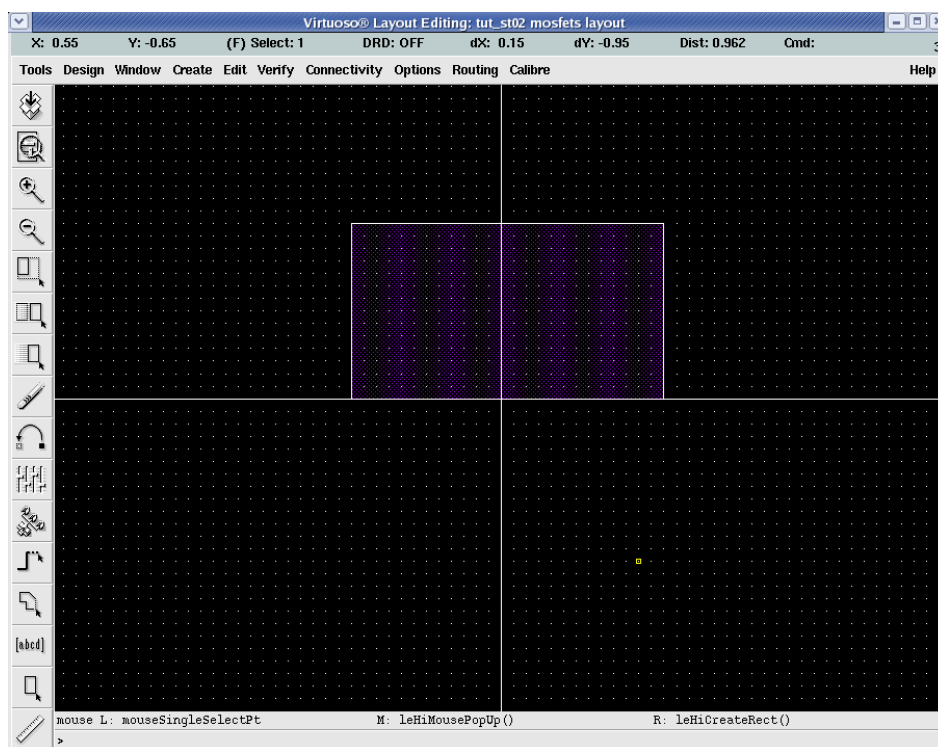 Virtuoso® Layout Editing: tut_st02 mosfets layout
X: 0.55 Y: -0.65 (F) Select: 1 DRD: OFF dX: 0.15 dY: -0.95 Dist: 0.962 Cmd:
Tools Design Window Create Edit Verify Connectivity Options Routing Calibre Help
[abcd]
mouse L: mouseSingleSelectPt M: leHiMousePopUp() R: leHiCreateRect()
>